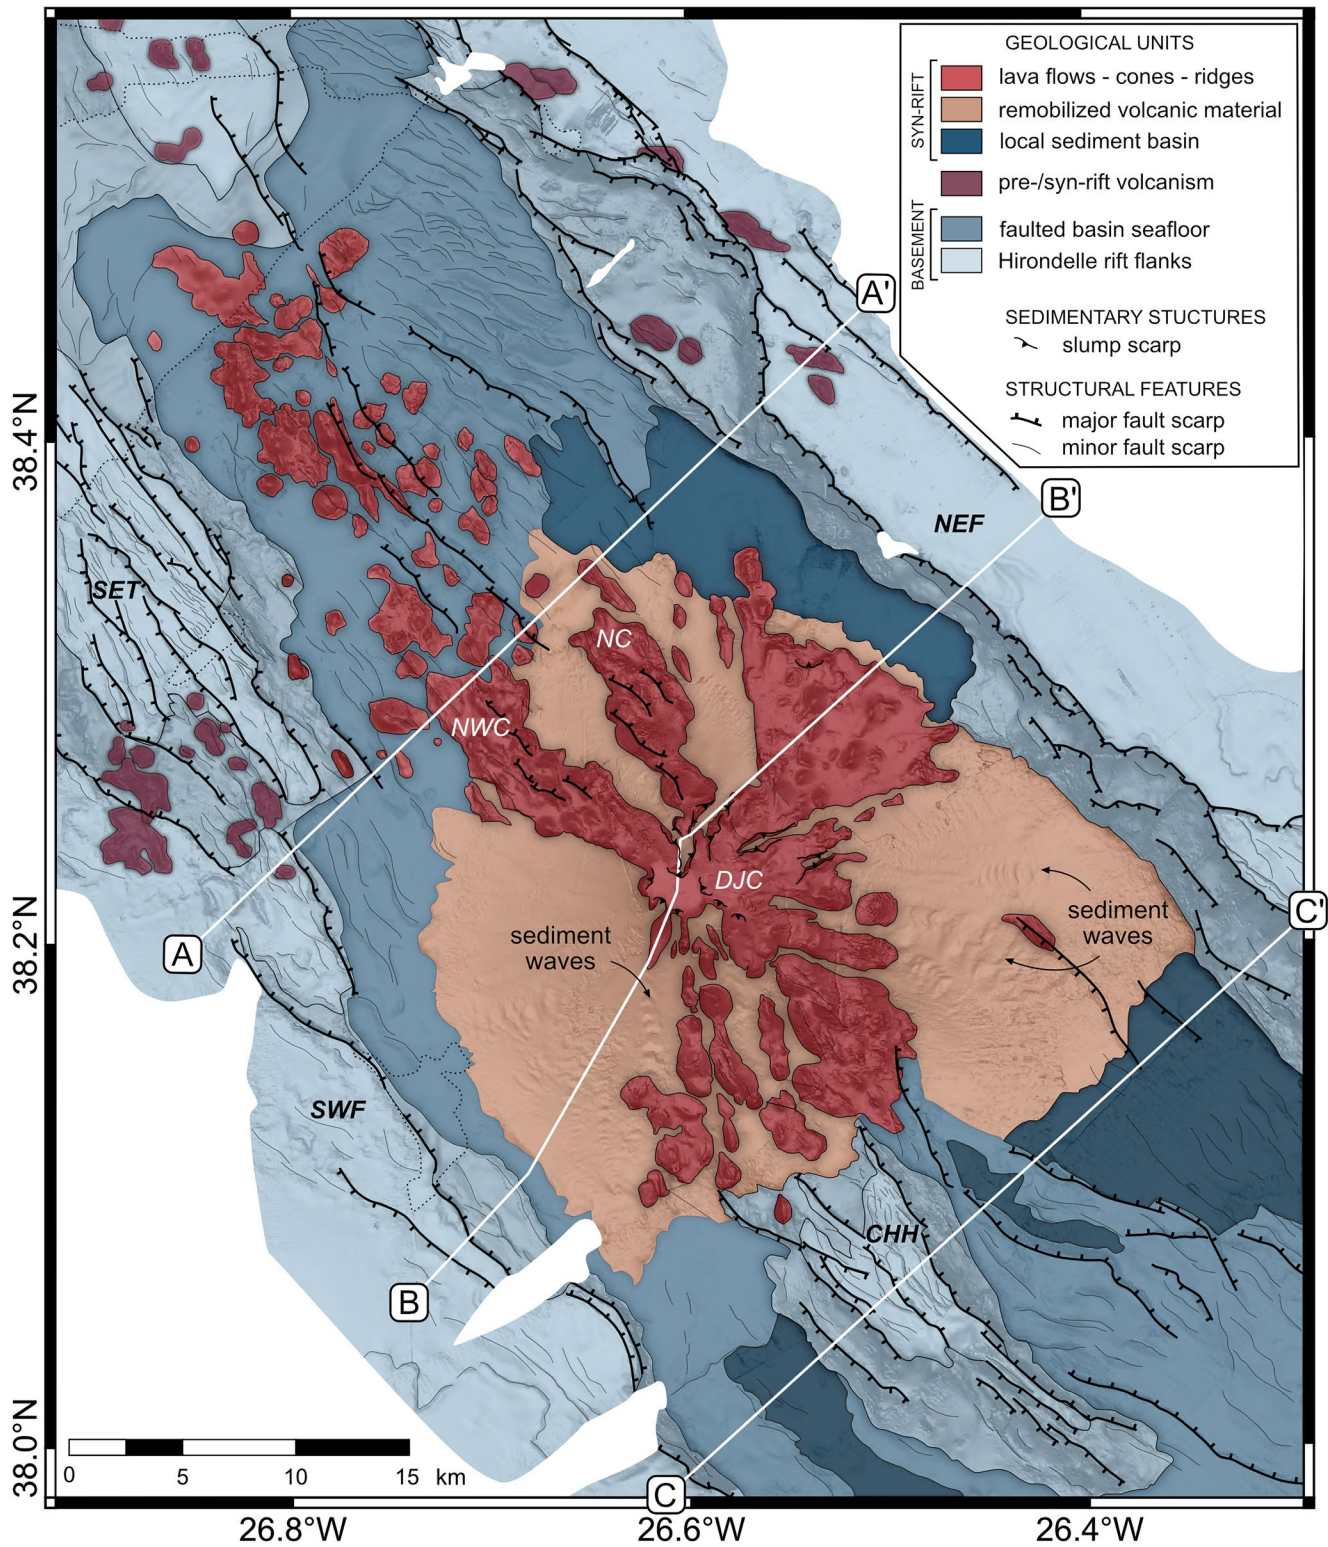 GEOLOGICAL UNITS
SYN-RIFT
lava flows - cones - ridges
remobilized volcanic material
local sediment basin
pre-/syn-rift volcanism
BASEMENT
faulted basin seafloor
Hirondelle rift flanks
SEDIMENTARY STUCTURES
slump scarp
STRUCTURAL FEATURES
major fault scarp
minor fault scarp
A'
B'
38.4°N
NEF
SET
NC
NWC
DJC
sediment
waves
sediment
waves
C'
A
38.2°N
SWF
CHH
B
38.0°N
0 5 10 15 km
C
26.8°W 26.6°W 26.4°W